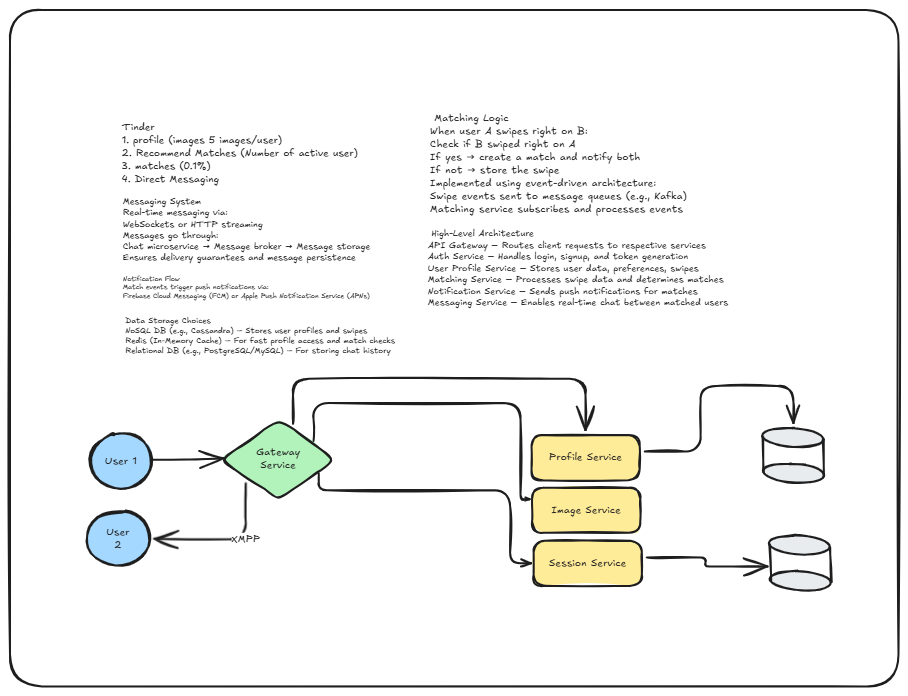 Tinder
1. profile (images 5 images/user)
2. Recommend Matches (Number of active user)
3. matches (0.1%)
4. Direct Messaging
Messaging System
Real-time messaging via:
WebSockets or HTTP streaming
Messages go through:
Chat microservice → Message broker → Message storage
Ensures delivery guarantees and message persistence
Notification Flow
Match events trigger push notifications via:
Firebase Cloud Messaging (FCM) or Apple Push Notification Service (APNs)
Data Storage Choices
NoSQL DB (e.g., Cassandra) – Stores user profiles and swipes
Redis (In-Memory Cache) – For fast profile access and match checks
Relational DB (e.g., PostgreSQL/MySQL) – For storing chat history
Matching Logic
When user A swipes right on B:
Check if B swiped right on A
If yes → create a match and notify both
If not → store the swipe
Implemented using event-driven architecture:
Swipe events sent to message queues (e.g., Kafka)
Matching service subscribes and processes events
High-Level Architecture
API Gateway – Routes client requests to respective services
Auth Service – Handles login, signup, and token generation
User Profile Service – Stores user data, preferences, swipes
Matching Service – Processes swipe data and determines matches
Notification Service – Sends push notifications for matches
Messaging Service – Enables real-time chat between matched users
User 1
Gateway
Service
Profile Service
Image Service
User
2
XMPP
Session Service